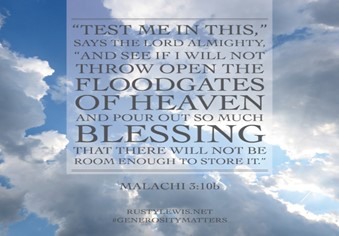 “TEST ME IN THIS,”
SAYS THE LORD ALMIGHTY,
“AND SEE IF I WILL NOT
THROW OPEN THE
FLOODGATES
OF HEAVEN
AND POUR OUT SO MUCH
BLESSING
THAT THERE WILL NOT BE
ROOM ENOUGH TO STORE IT.”
MALACHI 3:10b
RUSTYLEWIS.NET
#GENEROSITYMATTERS